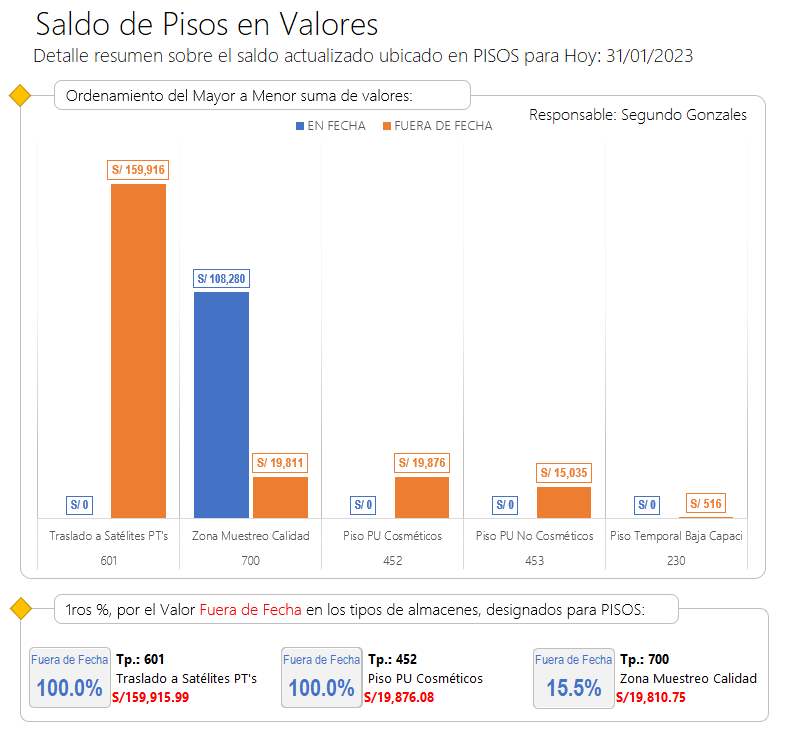 Saldo de Pisos en Valores
Detalle resumen sobre el saldo actualizado ubicado en PISOS para Hoy: 31/01/2023
Ordenamiento del Mayor a Menor suma de valores:
Responsable: Segundo Gonzales
EN FECHA FUERA DE FECHA
S/ 159,916
S/ 108,280
S/ 19,811
S/ 19,876
S/ 15,035
S/ 0
S/ 0
S/ 0
S/ 0
S/ 516
Traslado a Satélites PT's Zona Muestreo Calidad Piso PU Cosméticos Piso PU No Cosméticos Piso Temporal Baja Capaci
601 700 452 453 230
1ros %, por el Valor Fuera de Fecha en los tipos de almacenes, designados para PISOS:
Fuera de Fecha
100.0%
Tp.: 601
Traslado a Satélites PT's
S/159,915.99
Fuera de Fecha
100.0%
Tp.: 452
Piso PU Cosméticos
S/19,876.08
Fuera de Fecha
15.5%
Tp.: 700
Zona Muestreo Calidad
S/19,810.75